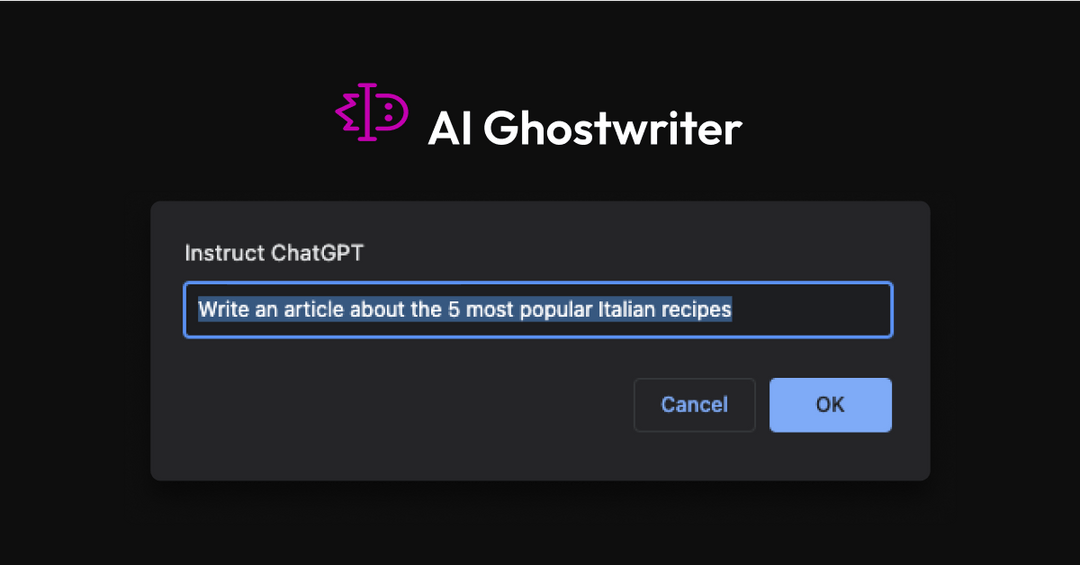 AI Ghostwriter
Instruct ChatGPT
Write an article about the 5 most popular Italian recipes
Cancel
OK